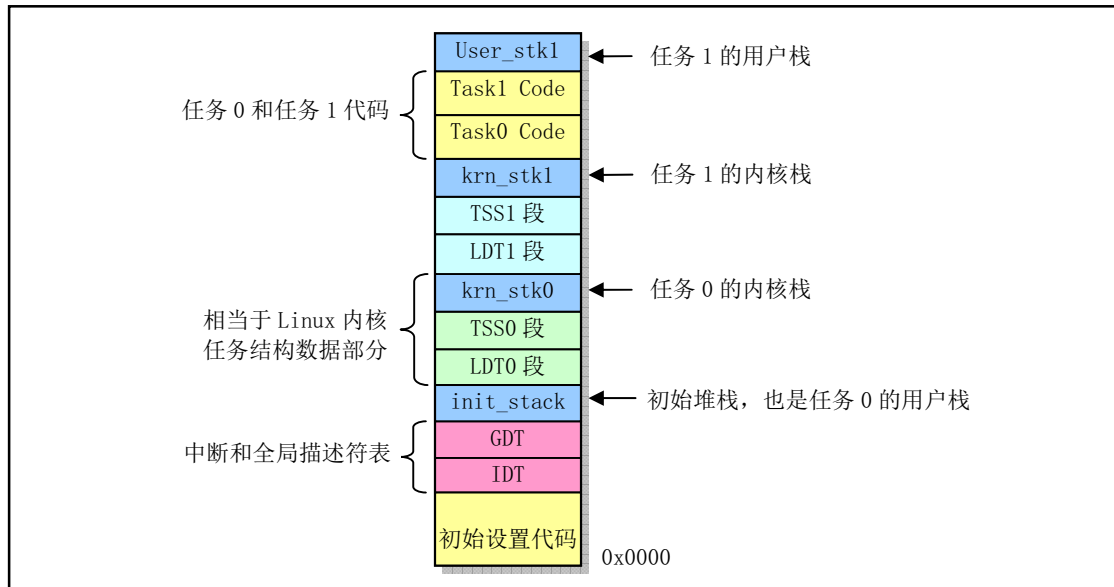 User_stk1
任务 1 的用户栈
Task1 Code
任务 0 和任务 1 代码
Task0 Code
krn_stk1
任务 1 的内核栈
TSS1 段
LDT1 段
krn_stk0
任务 0 的内核栈
相当于 Linux 内核
任务结构数据部分
TSS0 段
LDT0 段
init_stack
初始堆栈，也是任务 0 的用户栈
GDT
中断和全局描述符表
IDT
初始设置代码
0x0000